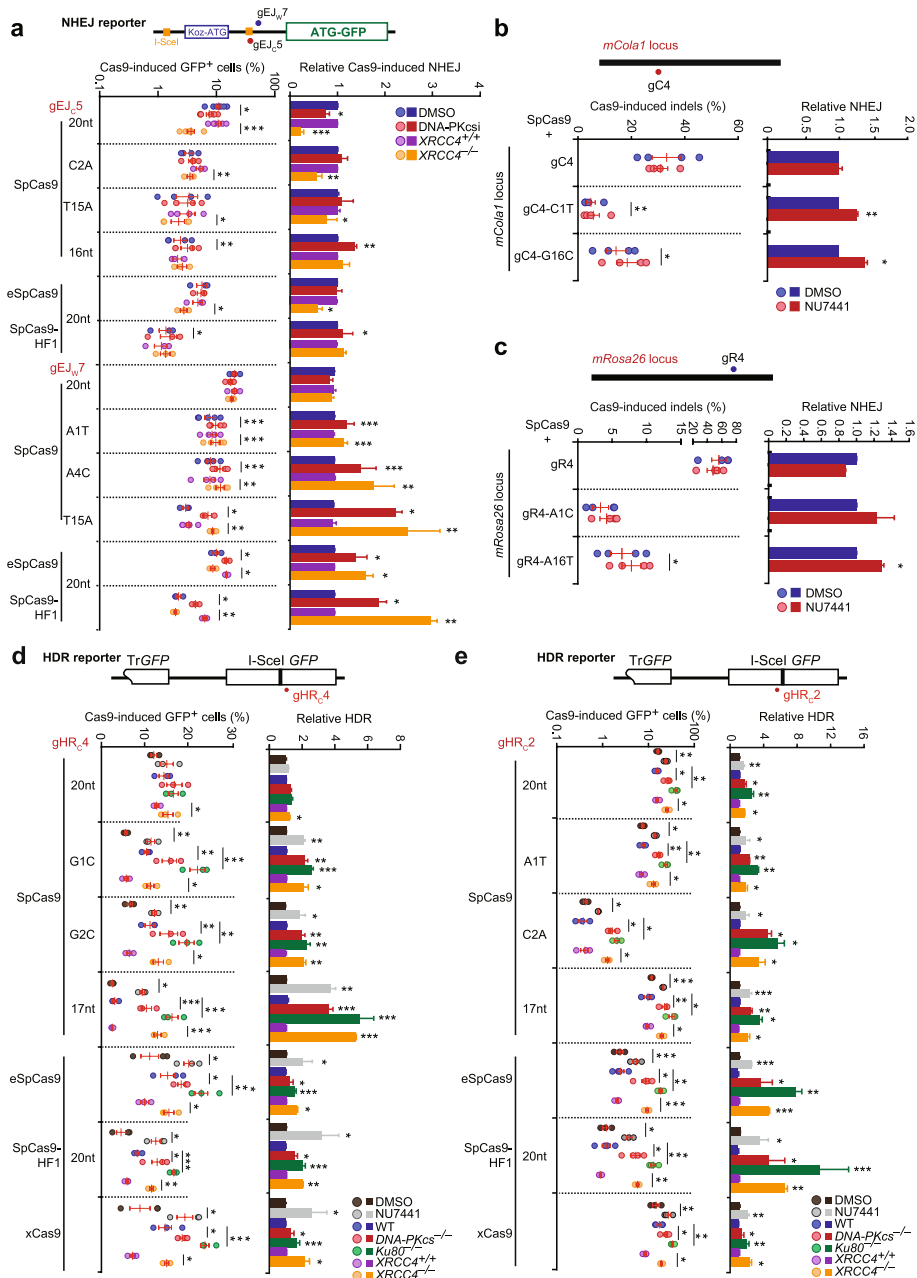 a
NHEJ reporter
gEJW7
I-SceI
Koz-ATG
gEJC5
ATG-GFP
Cas9-induced GFP+ cells (%)
0.1 1 10 100
Relative Cas9-induced NHEJ
0 1 2 3 4
DMSO
DNA-PKcsi
XRCC4+/+
XRCC4−/−
gEJC5
SpCas9
20nt
* ***
* ***
C2A
**
**
T15A
*
*
16nt
**
**
eSpCas9
20nt
*
*
SpCas9-HF1
*
*
gEJW7
SpCas9
20nt
A1T
*** ***
*** ***
A4C
*** **
*** **
T15A
* **
* **
eSpCas9
20nt
* *
* *
SpCas9-HF1
* **
* **
b
mCola1 locus
gC4
Cas9-induced indels (%)
0 20 40 60
Relative NHEJ
0 0.5 1.0 1.5 2.0
SpCas9 +
mCola1 locus
gC4
gC4-C1T
**
**
gC4-G16C
*
*
DMSO
NU7441
c
mRosa26 locus
gR4
Cas9-induced indels (%)
0 5 10 15 20 40 60 80
Relative NHEJ
0 0.2 0.4 0.6 0.8 1.0 1.2 1.4 1.6
SpCas9 +
mRosa26 locus
gR4
gR4-A1C
gR4-A16T
*
*
DMSO
NU7441
d
HDR reporter
TrGFP
I-SceI GFP
gHRC4
Cas9-induced GFP+ cells (%)
0 10 20 30
Relative HDR
0 2 4 6 8
gHRC4
SpCas9
20nt
*
*
G1C
** ** *** *
** ** *** *
G2C
** ** ** *
* ** ** **
17nt
* *** *** ***
** *** *** ***
eSpCas9
20nt
* * *** *
* * *** *
SpCas9-HF1
* * *** **
* * *** **
xCas9
* * *** *
* * *** *
DMSO
NU7441
WT
DNA-PKcs−/−
Ku80−/−
XRCC4+/+
XRCC4−/−
e
HDR reporter
TrGFP
I-SceI GFP
gHRC2
Cas9-induced GFP+ cells (%)
0.1 1 10 100
Relative HDR
0 4 8 12 16
gHRC2
SpCas9
20nt
** * ** *
** * ** *
A1T
* ** ** *
* ** ** *
C2A
* * * *
* * * *
17nt
*** ** * *
*** ** * *
eSpCas9
20nt
*** * ** ***
*** * ** ***
SpCas9-HF1
* * *** **
* * *** **
xCas9
** * ** *
** * ** *
DMSO
NU7441
WT
DNA-PKcs−/−
Ku80−/−
XRCC4+/+
XRCC4−/−